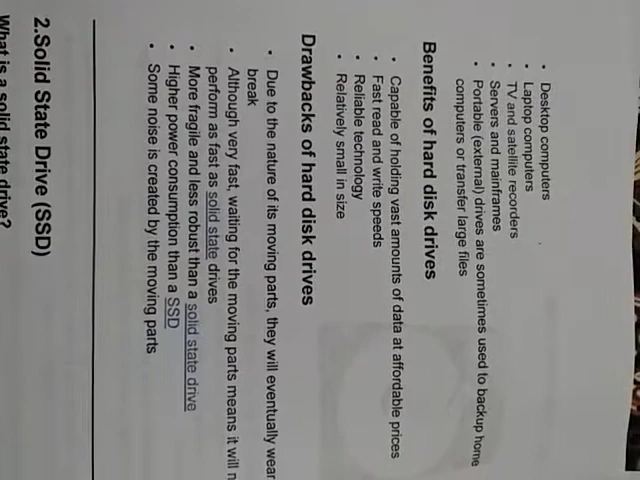 • Desktop computers
• Laptop computers
• TV and satellite recorders
• Servers and mainframes
• Portable (external) drives are sometimes used to backup home
computers or transfer large files
Benefits of hard disk drives
• Capable of holding vast amounts of data at affordable prices
• Fast read and write speeds
• Reliable technology
• Relatively small in size
Drawbacks of hard disk drives
• Due to the nature of its moving parts, they will eventually wear
break
• Although very fast, waiting for the moving parts means it will n
perform as fast as solid state drives
• More fragile and less robust than a solid state drive
• Higher power consumption than a SSD
• Some noise is created by the moving parts
2.Solid State Drive (SSD)
What is a solid state drive?